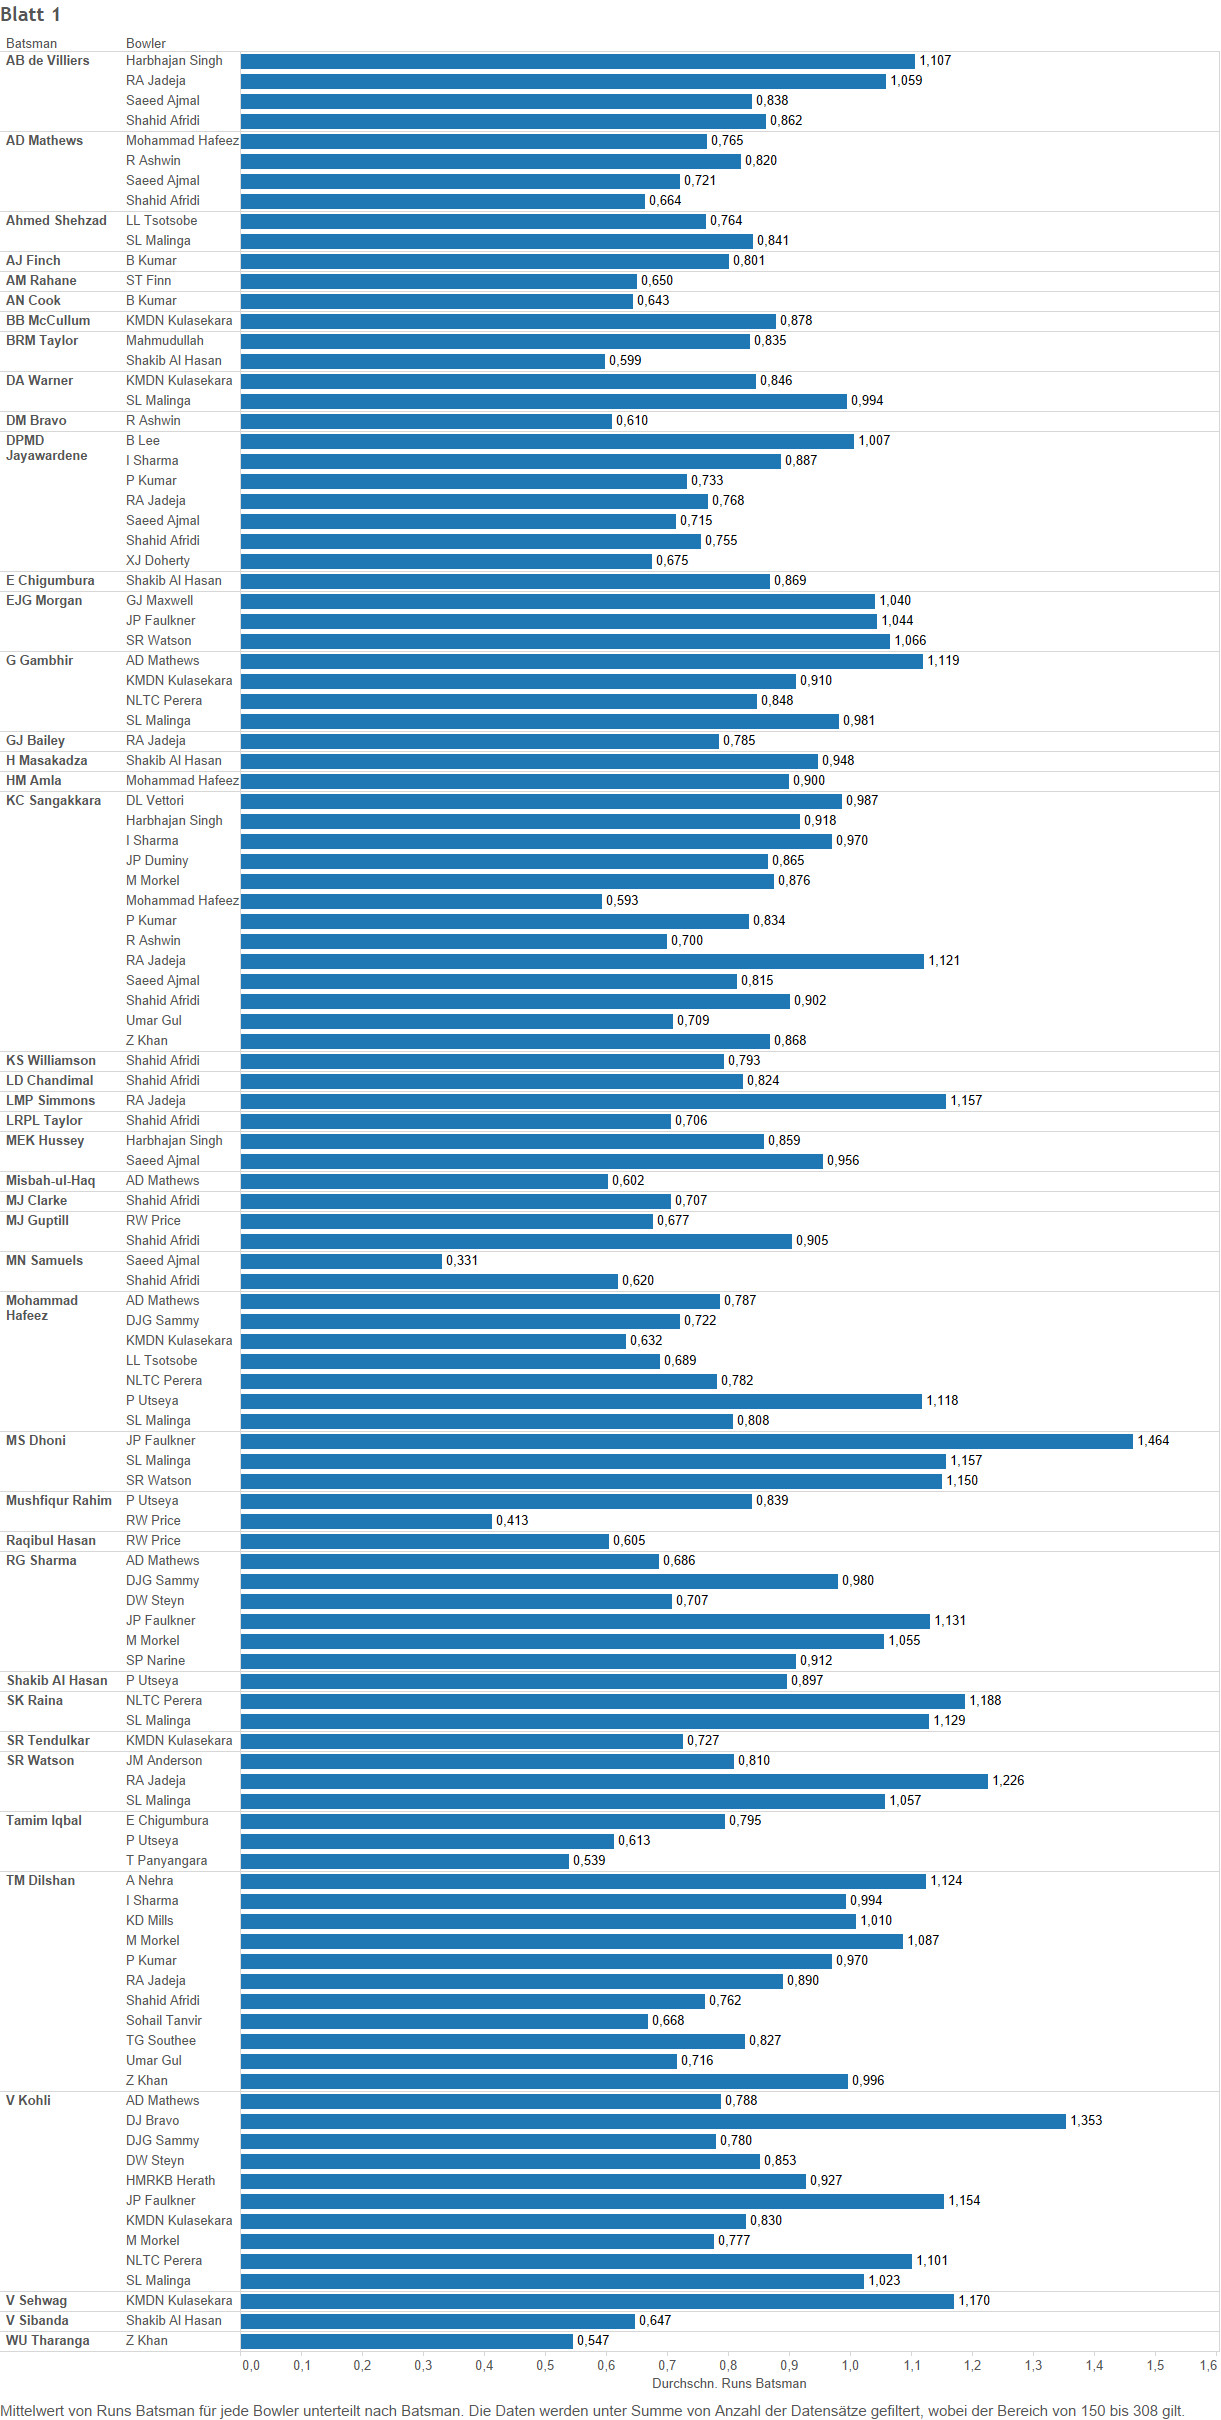 Blatt 1
Batsman Bowler
AB de Villiers Harbhajan Singh 1,107
RA Jadeja 1,059
Saeed Ajmal 0,838
Shahid Afridi 0,862
AD Mathews Mohammad Hafeez 0,765
R Ashwin 0,820
Saeed Ajmal 0,721
Shahid Afridi 0,664
Ahmed Shehzad LL Tsotsobe 0,764
SL Malinga 0,841
AJ Finch B Kumar 0,801
AM Rahane ST Finn 0,650
AN Cook B Kumar 0,643
BB McCullum KMDN Kulasekara 0,878
BRM Taylor Mahmudullah 0,835
Shakib Al Hasan 0,599
DA Warner KMDN Kulasekara 0,846
SL Malinga 0,994
DM Bravo R Ashwin 0,610
DPMD Jayawardene B Lee 1,007
I Sharma 0,887
P Kumar 0,733
RA Jadeja 0,768
Saeed Ajmal 0,715
Shahid Afridi 0,755
XJ Doherty 0,675
E Chigumbura Shakib Al Hasan 0,869
EJG Morgan GJ Maxwell 1,040
JP Faulkner 1,044
SR Watson 1,066
G Gambhir AD Mathews 1,119
KMDN Kulasekara 0,910
NLTC Perera 0,848
SL Malinga 0,981
GJ Bailey RA Jadeja 0,785
H Masakadza Shakib Al Hasan 0,948
HM Amla Mohammad Hafeez 0,900
KC Sangakkara DL Vettori 0,987
Harbhajan Singh 0,918
I Sharma 0,970
JP Duminy 0,865
M Morkel 0,876
Mohammad Hafeez 0,593
P Kumar 0,834
R Ashwin 0,700
RA Jadeja 1,121
Saeed Ajmal 0,815
Shahid Afridi 0,902
Umar Gul 0,709
Z Khan 0,868
KS Williamson Shahid Afridi 0,793
LD Chandimal Shahid Afridi 0,824
LMP Simmons RA Jadeja 1,157
LRPL Taylor Shahid Afridi 0,706
MEK Hussey Harbhajan Singh 0,859
Saeed Ajmal 0,956
Misbah-ul-Haq AD Mathews 0,602
MJ Clarke Shahid Afridi 0,707
MJ Guptill RW Price 0,677
Shahid Afridi 0,905
MN Samuels Saeed Ajmal 0,331
Shahid Afridi 0,620
Mohammad Hafeez AD Mathews 0,787
DJG Sammy 0,722
KMDN Kulasekara 0,632
LL Tsotsobe 0,689
NLTC Perera 0,782
P Utseya 1,118
SL Malinga 0,808
MS Dhoni JP Faulkner 1,464
SL Malinga 1,157
SR Watson 1,150
Mushfiqur Rahim P Utseya 0,839
RW Price 0,413
Raqibul Hasan RW Price 0,605
RG Sharma AD Mathews 0,686
DJG Sammy 0,980
DW Steyn 0,707
JP Faulkner 1,131
M Morkel 1,055
SP Narine 0,912
Shakib Al Hasan P Utseya 0,897
SK Raina NLTC Perera 1,188
SL Malinga 1,129
SR Tendulkar KMDN Kulasekara 0,727
SR Watson JM Anderson 0,810
RA Jadeja 1,226
SL Malinga 1,057
Tamim Iqbal E Chigumbura 0,795
P Utseya 0,613
T Panyangara 0,539
TM Dilshan A Nehra 1,124
I Sharma 0,994
KD Mills 1,010
M Morkel 1,087
P Kumar 0,970
RA Jadeja 0,890
Shahid Afridi 0,762
Sohail Tanvir 0,668
TG Southee 0,827
Umar Gul 0,716
Z Khan 0,996
V Kohli AD Mathews 0,788
DJ Bravo 1,353
DJG Sammy 0,780
DW Steyn 0,853
HMRKB Herath 0,927
JP Faulkner 1,154
KMDN Kulasekara 0,830
M Morkel 0,777
NLTC Perera 1,101
SL Malinga 1,023
V Sehwag KMDN Kulasekara 1,170
V Sibanda Shakib Al Hasan 0,647
WU Tharanga Z Khan 0,547
0,0 0,1 0,2 0,3 0,4 0,5 0,6 0,7 0,8 0,9 1,0 1,1 1,2 1,3 1,4 1,5 1,6
Durchschn. Runs Batsman
Mittelwert von Runs Batsman für jede Bowler unterteilt nach Batsman. Die Daten werden unter Summe von Anzahl der Datensätze gefiltert, wobei der Bereich von 150 bis 308 gilt.